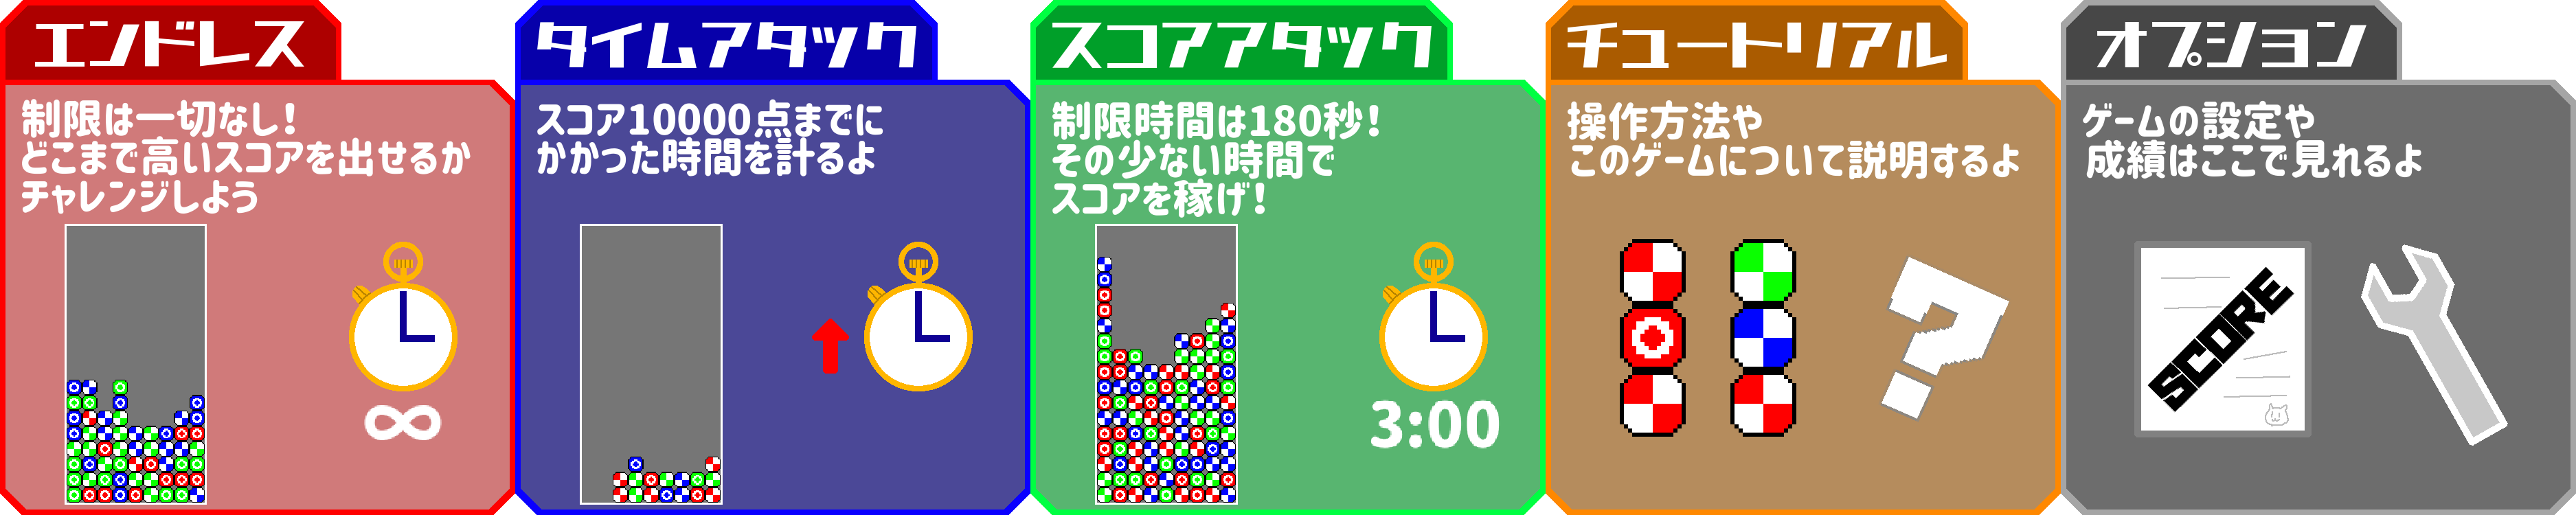 エンドレス
制限は一切なし!
どこまで高いスコアを出せるか
チャレンジしよう
∞
タイムアタック
スコア10000点までに
かかった時間を計るよ
スコアアタック
制限時間は180秒!
その少ない時間で
スコアを稼げ!
3:00
チュートリアル
操作方法や
このゲームについて説明するよ
?
オプション
ゲームの設定や
成績はここで見れるよ
SCORE